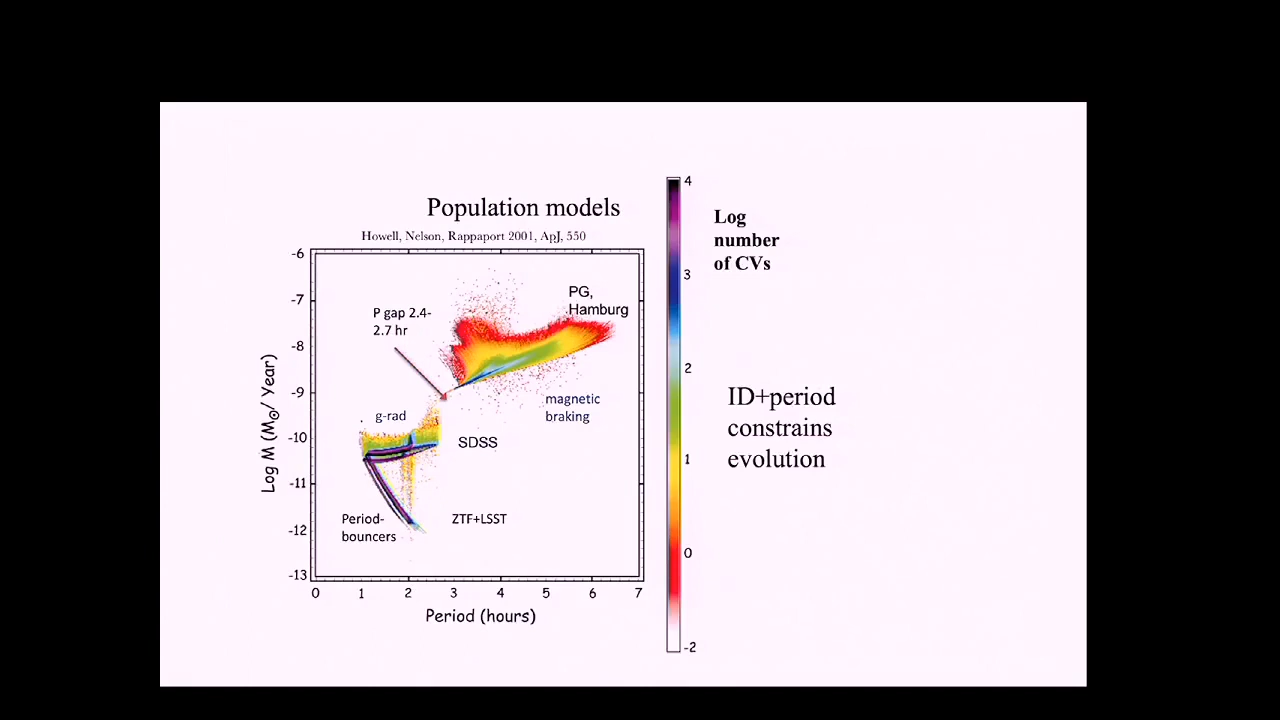 Population models
Howell, Nelson, Rappaport 2001, ApJ, 550
Log M (M⊙/ Year)
-6
-7
-8
-9
-10
-11
-12
-13
PG,
Hamburg
P gap 2.4-
2.7 hr
magnetic
braking
g-rad
SDSS
Period-
bouncers
ZTF+LSST
0 1 2 3 4 5 6 7
Period (hours)
4
3
2
1
0
-2
Log
number
of CVs
ID+period
constrains
evolution